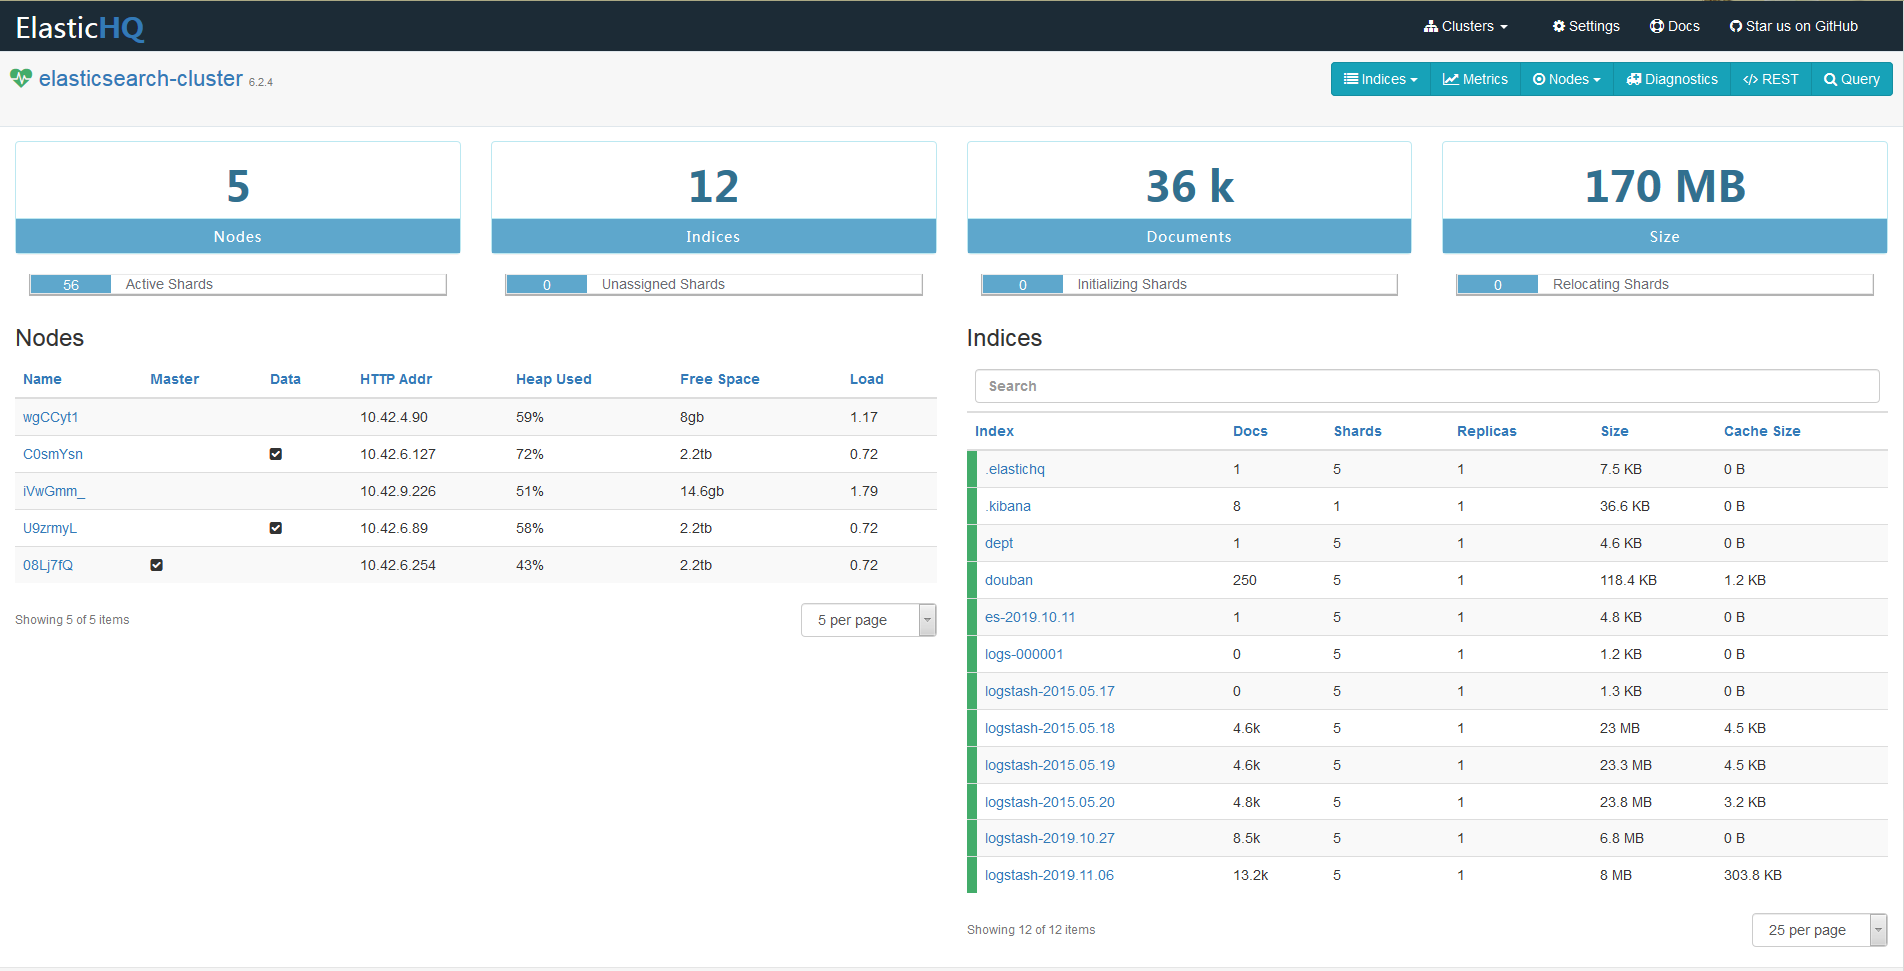 ElasticHQ Clusters Settings Docs Star us on GitHub
elasticsearch-cluster 6.2.4 Indices Metrics Nodes Diagnostics </> REST Query
5 12 36 k 170 MB
Nodes Indices Documents Size
56 Active Shards 0 Unassigned Shards 0 Initializing Shards 0 Relocating Shards
Nodes
Name Master Data HTTP Addr Heap Used Free Space Load
wgCCyt1 10.42.4.90 59% 8gb 1.17
C0smYsn 10.42.6.127 72% 2.2tb 0.72
iVwGmm_ 10.42.9.226 51% 14.6gb 1.79
U9zrmyL 10.42.6.89 58% 2.2tb 0.72
08Lj7fQ 10.42.6.254 43% 2.2tb 0.72
Showing 5 of 5 items 5 per page
Indices
Search
Index Docs Shards Replicas Size Cache Size
.elastichq 1 5 1 7.5 KB 0 B
.kibana 8 1 1 36.6 KB 0 B
dept 1 5 1 4.6 KB 0 B
douban 250 5 1 118.4 KB 1.2 KB
es-2019.10.11 1 5 1 4.8 KB 0 B
logs-000001 0 5 1 1.2 KB 0 B
logstash-2015.05.17 0 5 1 1.3 KB 0 B
logstash-2015.05.18 4.6k 5 1 23 MB 4.5 KB
logstash-2015.05.19 4.6k 5 1 23.3 MB 4.5 KB
logstash-2015.05.20 4.8k 5 1 23.8 MB 3.2 KB
logstash-2019.10.27 8.5k 5 1 6.8 MB 0 B
logstash-2019.11.06 13.2k 5 1 8 MB 303.8 KB
Showing 12 of 12 items 25 per page